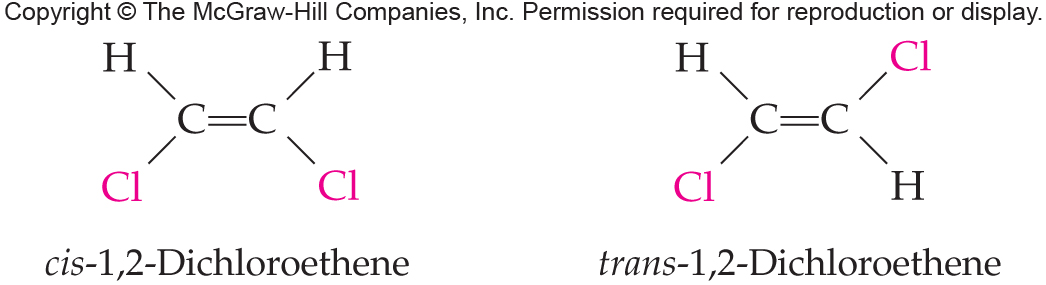 Copyright © The McGraw-Hill Companies, Inc. Permission required for reproduction or display.
H H H Cl
C=C C=C
Cl Cl Cl H
cis-1,2-Dichloroethene trans-1,2-Dichloroethene